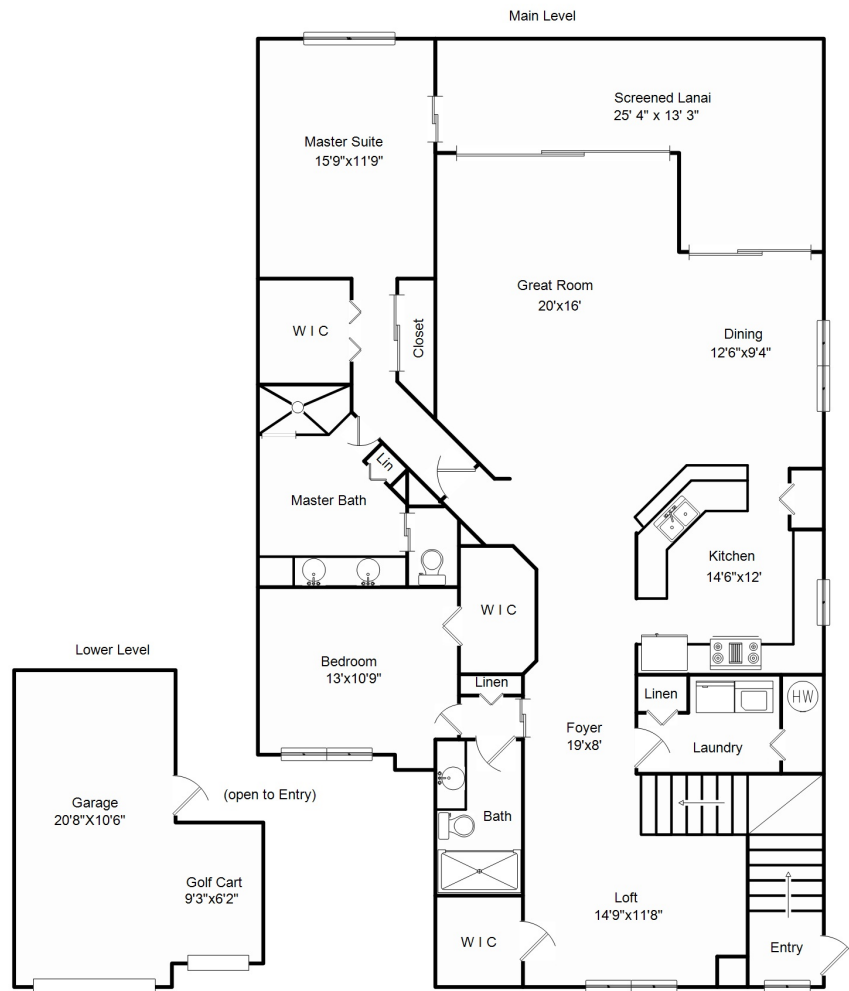 Main Level
Screened Lanai
25' 4" x 13' 3"
Master Suite
15'9"x11'9"
Great Room
20'x16'
W I C
Closet
Dining
12'6"x9'4"
Lin
Master Bath
Kitchen
14'6"x12'
W I C
Lower Level
Bedroom
13'x10'9"
Linen
Linen
HW
Foyer
19'x8'
Laundry
Garage
20'8"X10'6"
(open to Entry)
Bath
Golf Cart
9'3"x6'2"
Loft
14'9"x11'8"
W I C
Entry